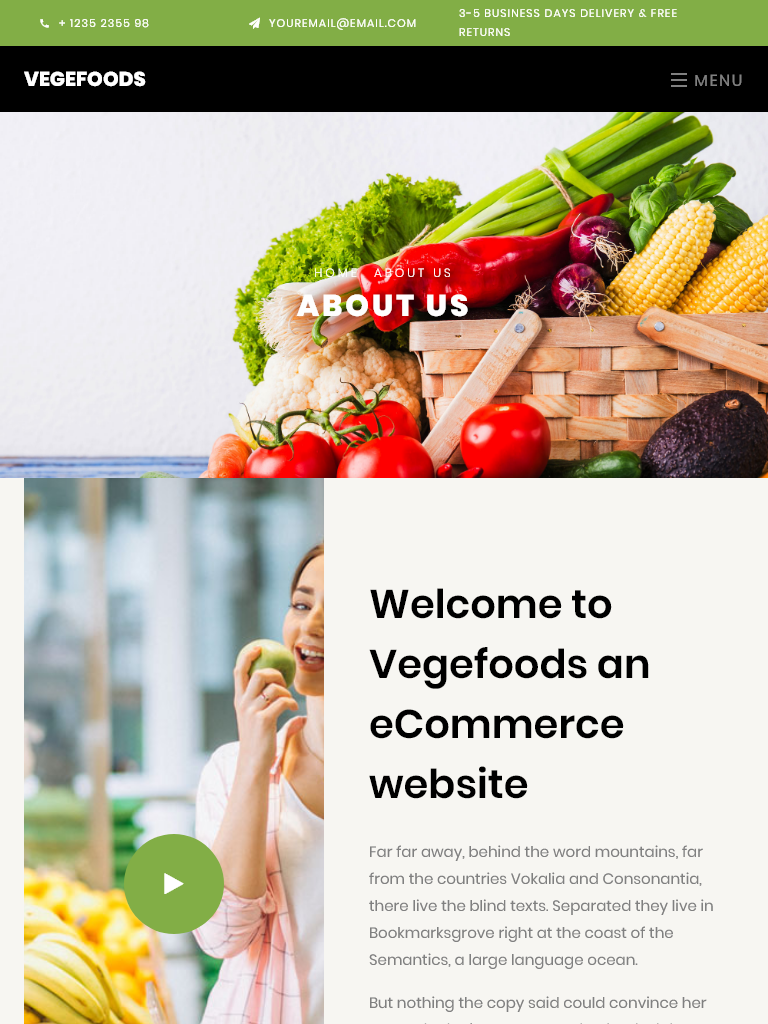 + 1235 2355 98
YOUREMAIL@EMAIL.COM
3-5 BUSINESS DAYS DELIVERY & FREE
RETURNS
VEGEFOODS
MENU
HOME ABOUT US
ABOUT US
Welcome to
Vegefoods an
eCommerce
website
Far far away, behind the word mountains, far
from the countries Vokalia and Consonantia,
there live the blind texts. Separated they live in
Bookmarksgrove right at the coast of the
Semantics, a large language ocean.
But nothing the copy said could convince her